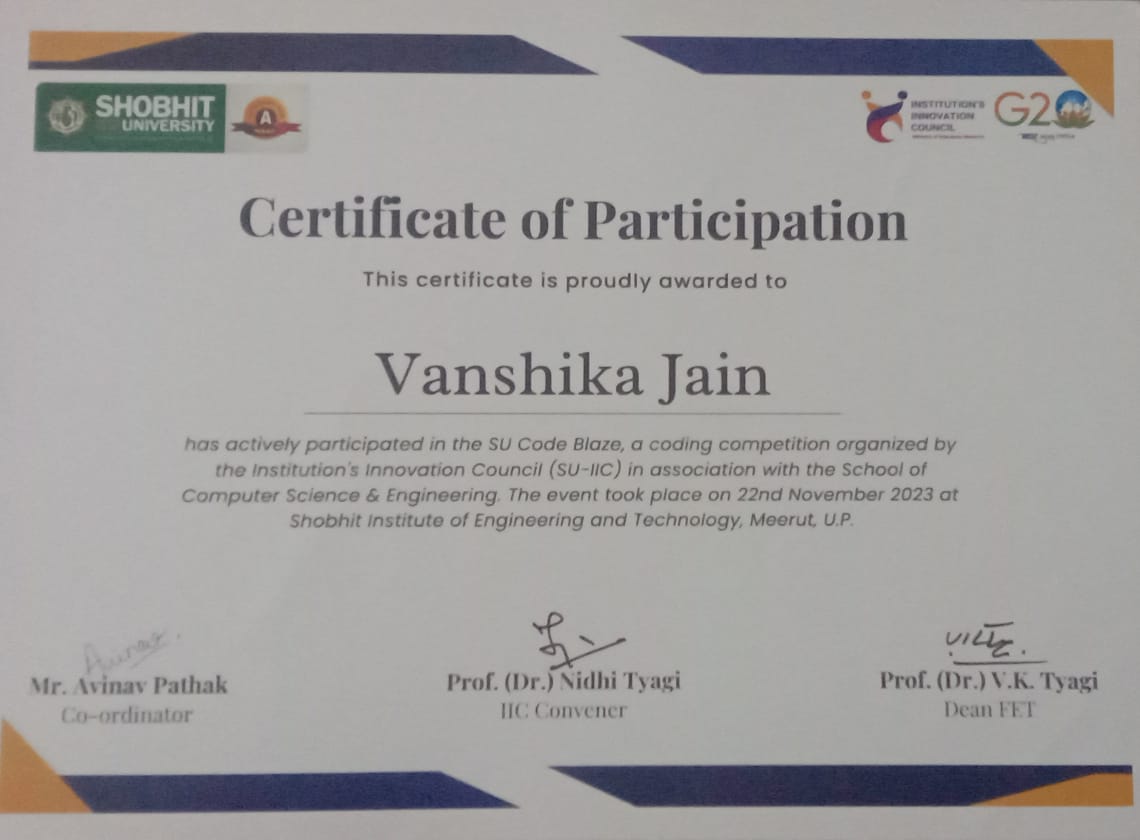 SHOBHIT
UNIVERSITY
A
INSTITUTION'S
INNOVATION
COUNCIL
G20
Certificate of Participation
This certificate is proudly awarded to
Vanshika Jain
has actively participated in the SU Code Blaze, a coding competition organized by
the Institution's Innovation Council (SU-IIC) in association with the School of
Computer Science & Engineering. The event took place on 22nd November 2023 at
Shobhit Institute of Engineering and Technology, Meerut, U.P.
Avinav
Mr. Avinav Pathak
Co-ordinator
Prof. (Dr.) Nidhi Tyagi
IIC Convener
Prof. (Dr.) V.K. Tyagi
Dean FET